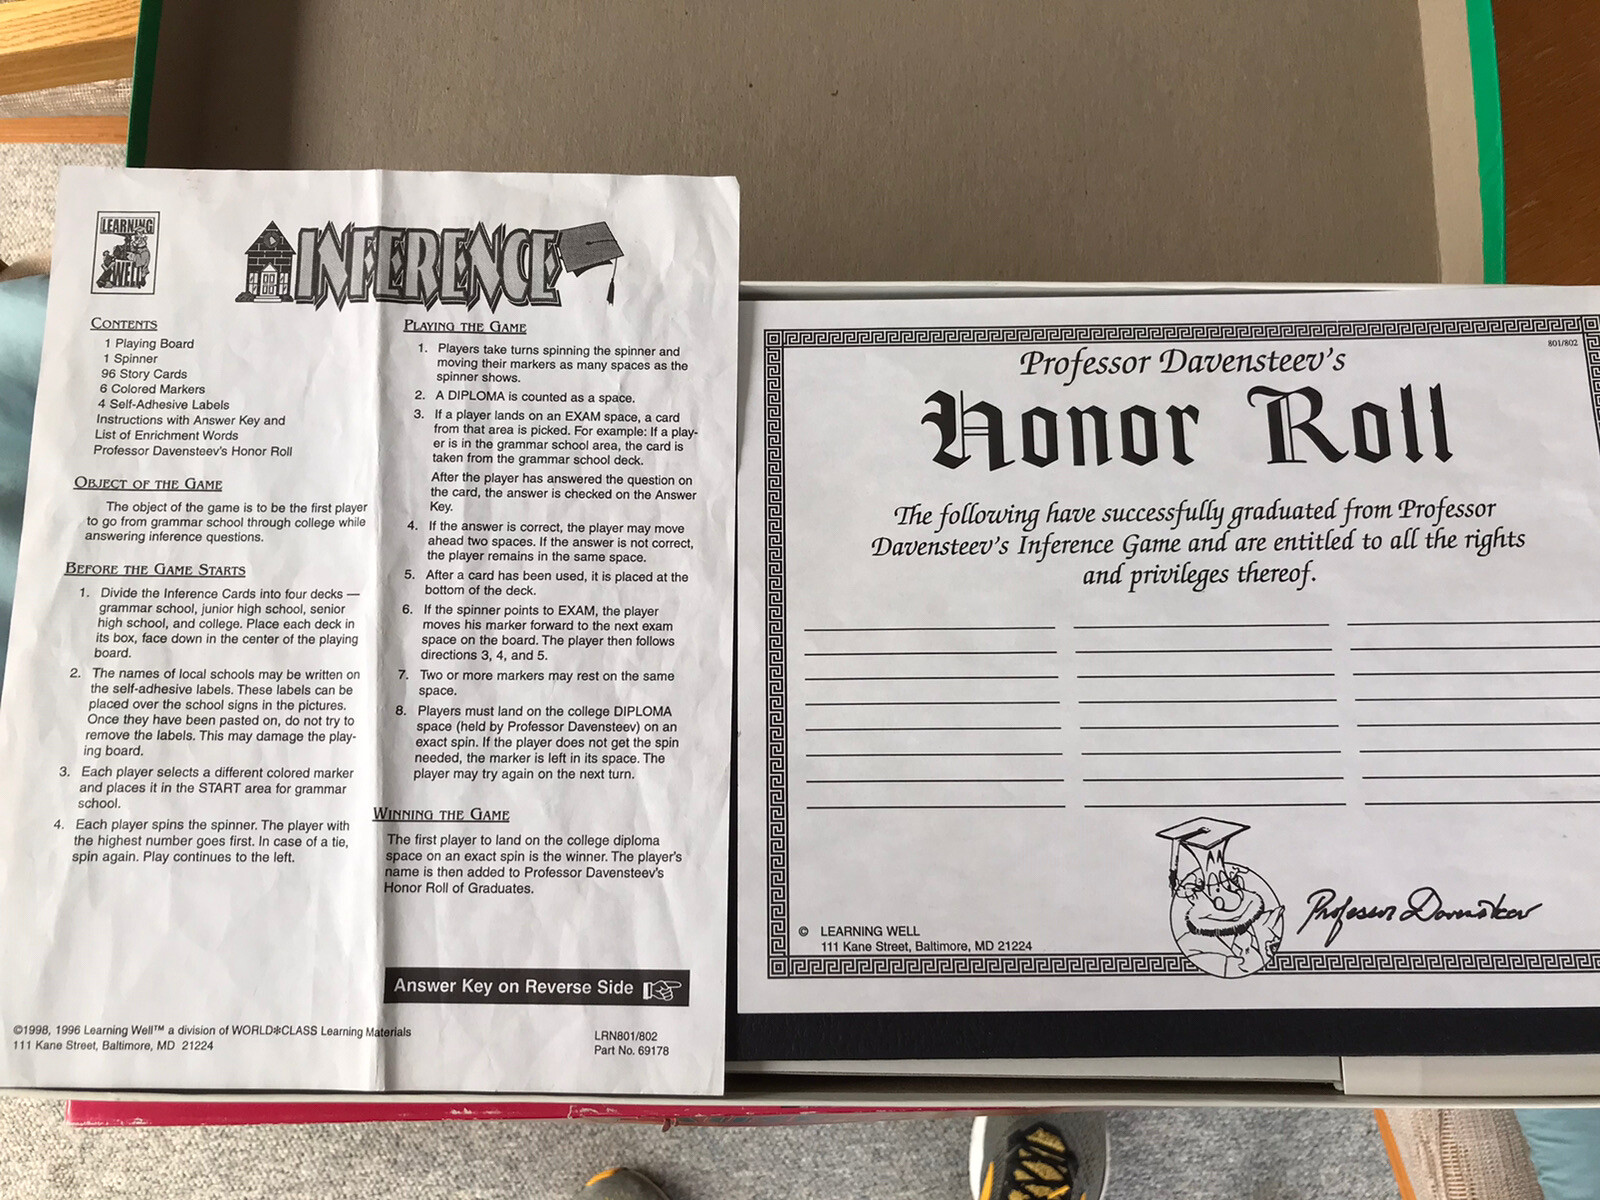 LEARNING
WELL
INFERENCE
CONTENTS
1 Playing Board
1 Spinner
96 Story Cards
6 Colored Markers
4 Self-Adhesive Labels
Instructions with Answer Key and
List of Enrichment Words
Professor Davensteev's Honor Roll
OBJECT OF THE GAME
The object of the game is to be the first player
to go from grammar school through college while
answering inference questions.
BEFORE THE GAME STARTS
1. Divide the Inference Cards into four decks —
grammar school, junior high school, senior
high school, and college. Place each deck in
its box, face down in the center of the playing
board.
2. The names of local schools may be written on
the self-adhesive labels. These labels can be
placed over the school signs in the pictures.
Once they have been pasted on, do not try to
remove the labels. This may damage the play-
ing board.
3. Each player selects a different colored marker
and places it in the START area for grammar
school.
4. Each player spins the spinner. The player with
the highest number goes first. In case of a tie,
spin again. Play continues to the left.
PLAYING THE GAME
1. Players take turns spinning the spinner and
moving their markers as many spaces as the
spinner shows.
2. A DIPLOMA is counted as a space.
3. If a player lands on an EXAM space, a card
from that area is picked. For example: If a play-
er is in the grammar school area, the card is
taken from the grammar school deck.
After the player has answered the question on
the card, the answer is checked on the Answer
Key.
4. If the answer is correct, the player may move
ahead two spaces. If the answer is not correct,
the player remains in the same space.
5. After a card has been used, it is placed at the
bottom of the deck.
6. If the spinner points to EXAM, the player
moves his marker forward to the next exam
space on the board. The player then follows
directions 3, 4, and 5.
7. Two or more markers may rest on the same
space.
8. Players must land on the college DIPLOMA
space (held by Professor Davensteev) on an
exact spin. If the player does not get the spin
needed, the marker is left in its space. The
player may try again on the next turn.
WINNING THE GAME
The first player to land on the college diploma
space on an exact spin is the winner. The player's
name is then added to Professor Davensteev's
Honor Roll of Graduates.
Answer Key on Reverse Side
©1998, 1996 Learning Well™ a division of WORLD✻CLASS Learning Materials
111 Kane Street, Baltimore, MD 21224
LRN801/802
Part No. 69178
801/802
Professor Davensteev's
Honor Roll
The following have successfully graduated from Professor
Davensteev's Inference Game and are entitled to all the rights
and privileges thereof.
© LEARNING WELL
111 Kane Street, Baltimore, MD 21224
Professor Davensteev